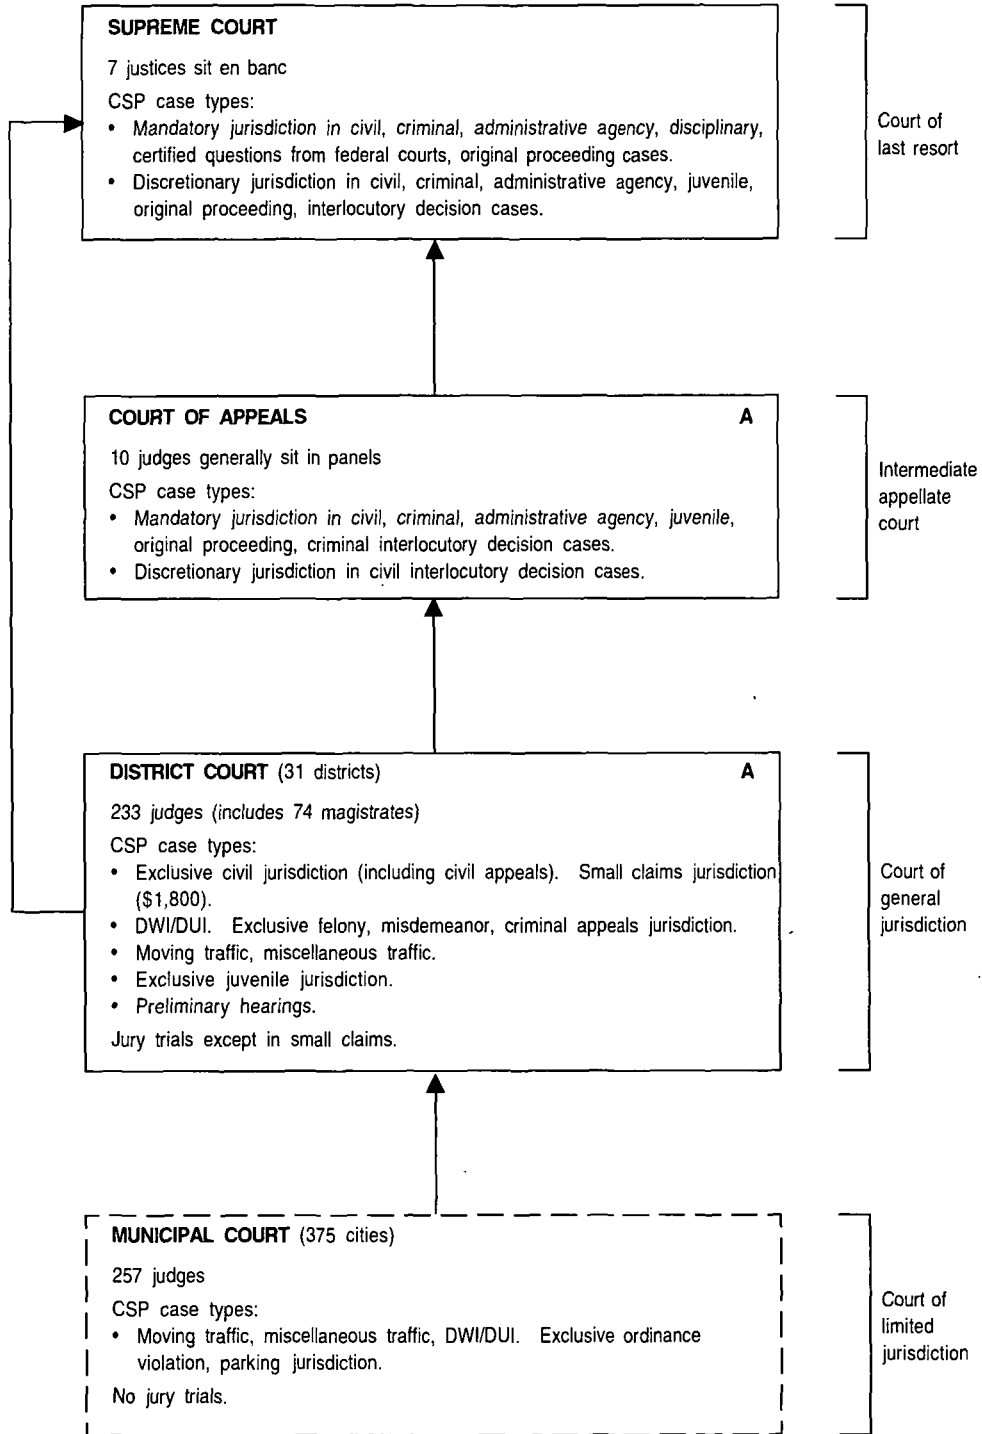 SUPREME COURT
7 justices sit en banc
CSP case types:
• Mandatory jurisdiction in civil, criminal, administrative agency, disciplinary,
certified questions from federal courts, original proceeding cases.
• Discretionary jurisdiction in civil, criminal, administrative agency, juvenile,
original proceeding, interlocutory decision cases.
Court of
last resort
COURT OF APPEALS A
10 judges generally sit in panels
CSP case types:
• Mandatory jurisdiction in civil, criminal, administrative agency, juvenile,
original proceeding, criminal interlocutory decision cases.
• Discretionary jurisdiction in civil interlocutory decision cases.
Intermediate
appellate
court
DISTRICT COURT (31 districts) A
233 judges (includes 74 magistrates)
CSP case types:
• Exclusive civil jurisdiction (including civil appeals). Small claims jurisdiction
($1,800).
• DWI/DUI. Exclusive felony, misdemeanor, criminal appeals jurisdiction.
• Moving traffic, miscellaneous traffic.
• Exclusive juvenile jurisdiction.
• Preliminary hearings.
Jury trials except in small claims.
Court of
general
jurisdiction
MUNICIPAL COURT (375 cities)
257 judges
CSP case types:
• Moving traffic, miscellaneous traffic, DWI/DUI. Exclusive ordinance
violation, parking jurisdiction.
No jury trials.
Court of
limited
jurisdiction